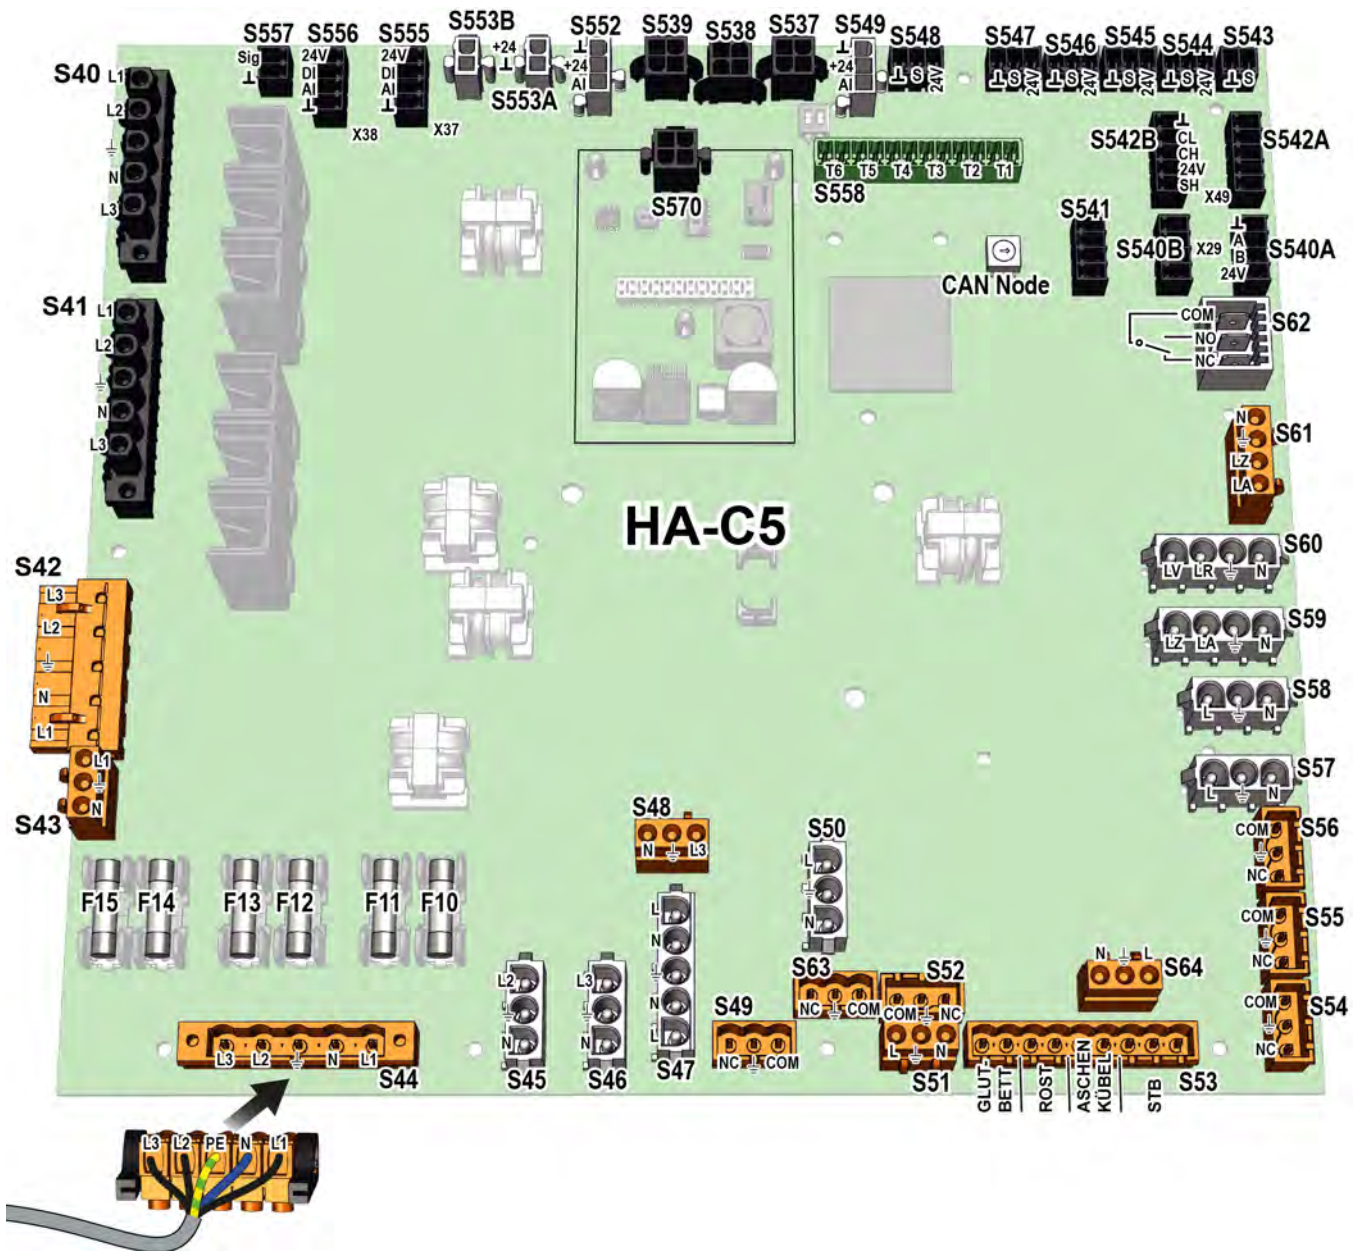 S557
S556
S555
S553B
S552
S539
S538
S537
S549
S548
S547
S546
S545
S544
S543
Sig
⊥
24V
DI
AI
⊥
X38
24V
DI
AI
⊥
X37
+24
⊥
S553A
⊥
+24
AI
⊥
+24
AI
⊥ S 24V
⊥ S 24V
⊥ S 24V
⊥ S 24V
⊥ S 24V
⊥ S
S40
L1
L2
⏚
N
L3
S570
T6 T5 T4 T3 T2 T1
S558
S542B
⊥
CL
CH
24V
SH
X49
S542A
S541
S540B
X29
⊥
A
B
24V
S540A
CAN Node
S41
L1
L2
⏚
N
L3
COM
NO
NC
S62
N
⏚
LZ
LA
S61
HA-C5
S60
LV LR ⏚ N
S42
L3
L2
⏚
N
L1
S59
LZ LA ⏚ N
S58
L ⏚ N
S43
L1
⏚
N
S57
L ⏚ N
S48
N ⏚ L3
S50
L
⏚
N
S56
COM
⏚
NC
F15 F14 F13 F12 F11 F10
S55
COM
⏚
NC
L
N
⏚
N
L
S47
L2
⏚
N
S45
L3
⏚
N
S46
S63
NC ⏚ COM
S52
COM ⏚ NC
N ⏚ L
S64
S54
COM
⏚
NC
S49
NC ⏚ COM
L ⏚ N
S51
S53
GLUT-
BETT
ROST
ASCHEN
KÜBEL
STB
L3 L2 ⏚ N L1
S44
L3 L2 PE N L1